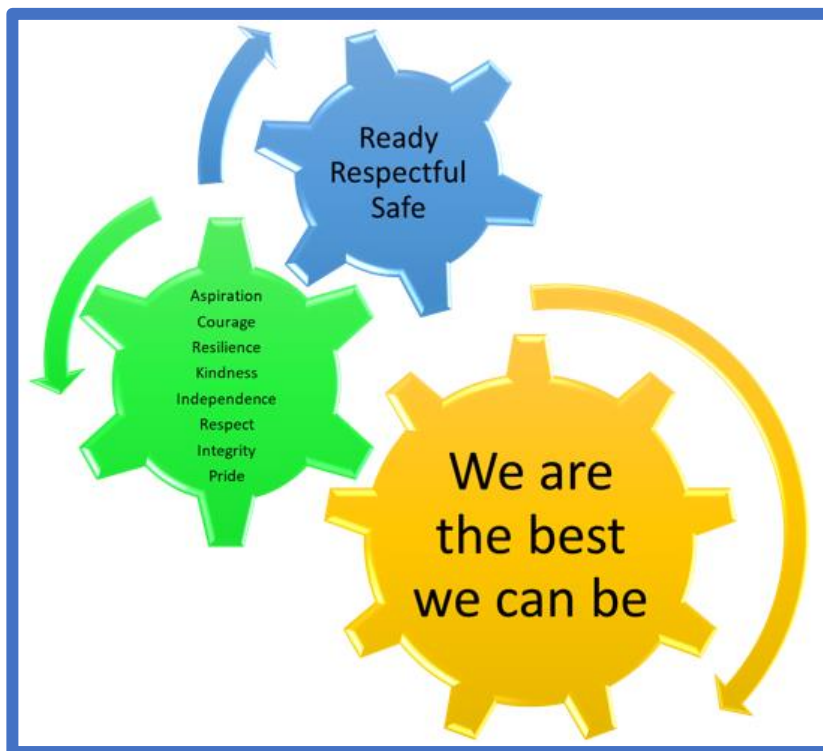 Ready
Respectful
Safe
Aspiration
Courage
Resilience
Kindness
Independence
Respect
Integrity
Pride
We are
the best
we can be